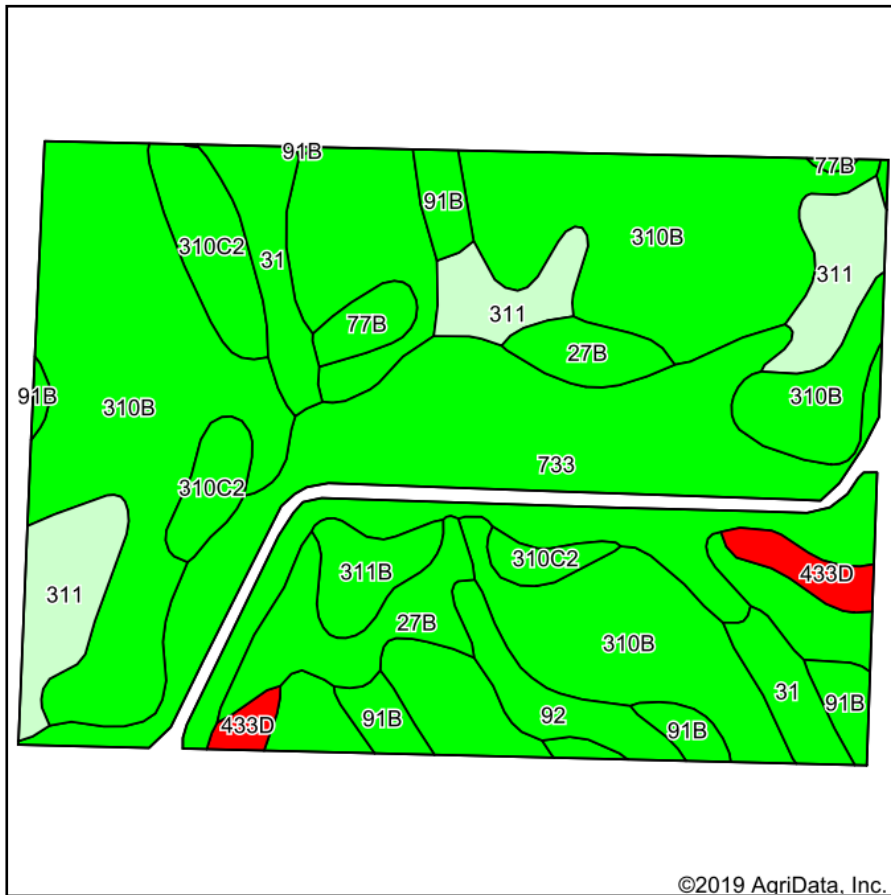 91B
77B
91B
310C2
310B
31
311
311
77B
27B
91B
310B
310B
733
310C2
311B
310C2
433D
311
27B
310B
31
91B
433D
91B
92
91B
©2019 AgriData, Inc.